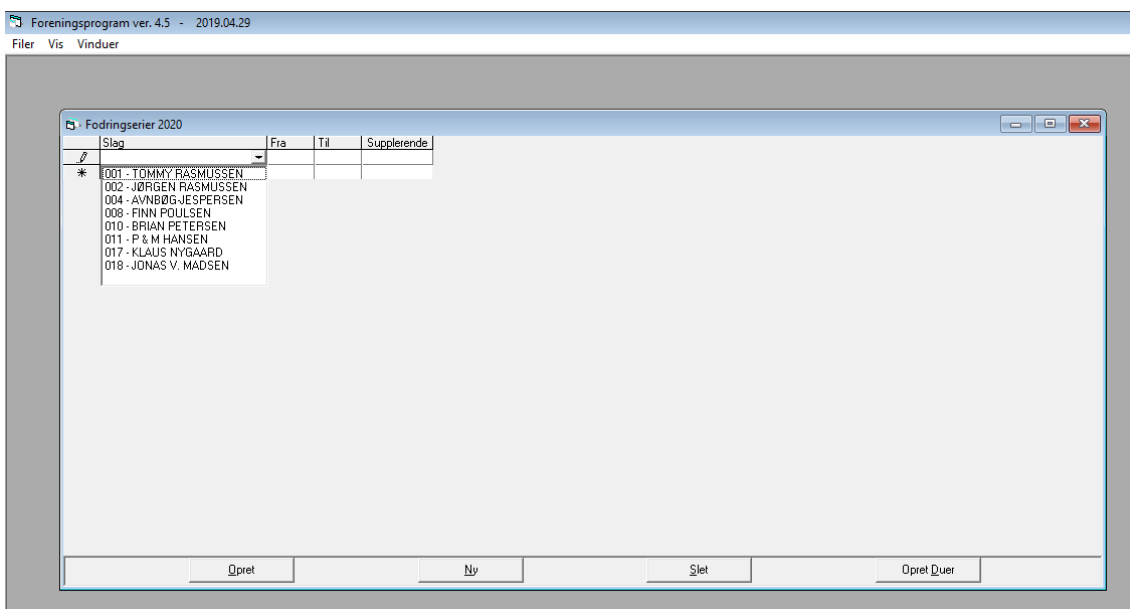 Foreningsprogram ver. 4.5 - 2019.04.29
Filer Vis Vinduer
Fodringserier 2020
Slag Fra Til Supplerende
001 - TOMMY RASMUSSEN
002 - JØRGEN RASMUSSEN
004 - AVNBØG-JESPERSEN
008 - FINN POULSEN
010 - BRIAN PETERSEN
011 - P & M HANSEN
017 - KLAUS NYGAARD
018 - JONAS V. MADSEN
Opret Ny Slet Opret Duer